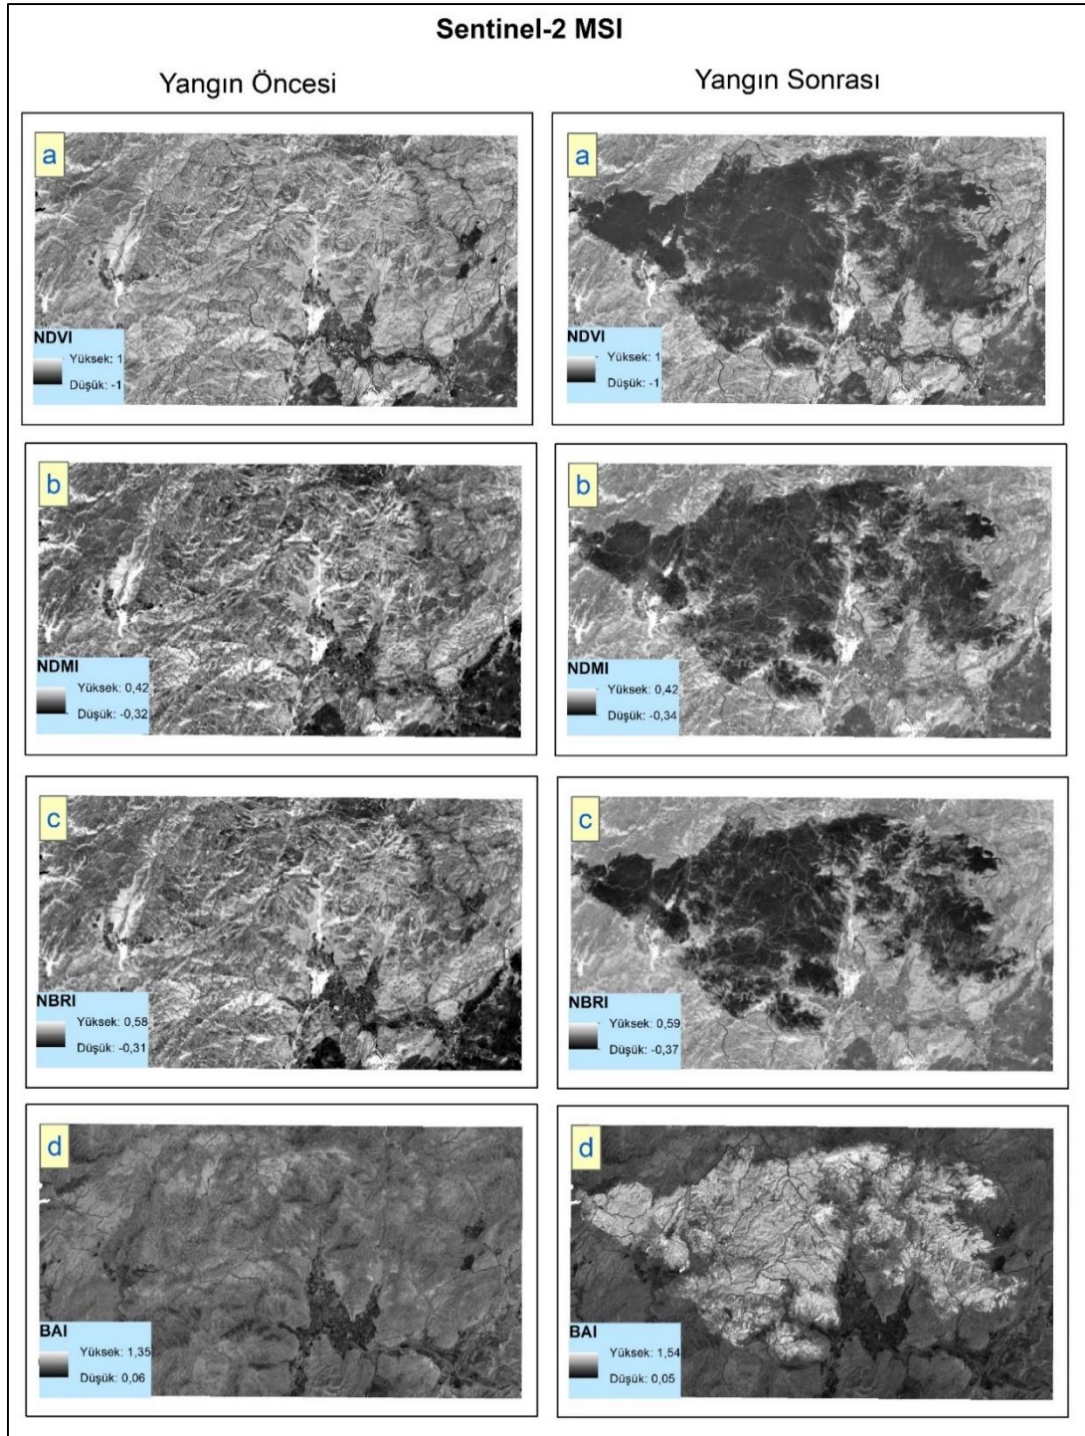 Sentinel-2 MSI
Yangın Öncesi
Yangın Sonrası
a
NDVI
Yüksek: 1
Düşük: -1
a
NDVI
Yüksek: 1
Düşük: -1
b
NDMI
Yüksek: 0,42
Düşük: -0,32
b
NDMI
Yüksek: 0,42
Düşük: -0,34
c
NBRI
Yüksek: 0,58
Düşük: -0,31
c
NBRI
Yüksek: 0,59
Düşük: -0,37
d
BAI
Yüksek: 1,35
Düşük: 0,06
d
BAI
Yüksek: 1,54
Düşük: 0,05